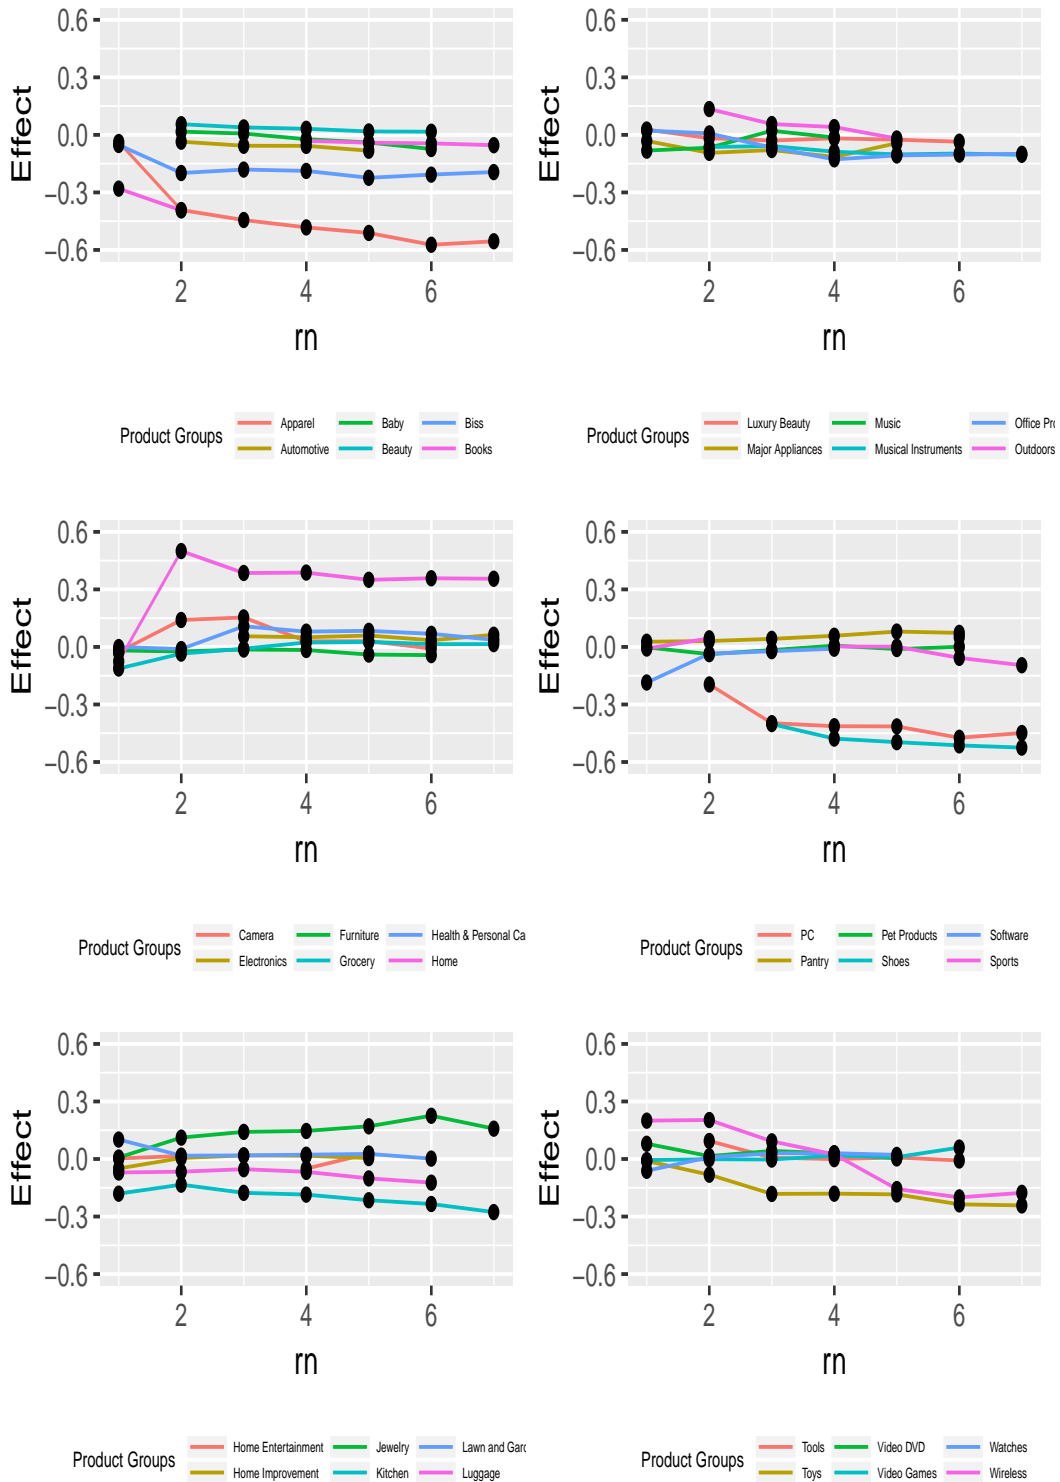 0.6
0.3
0.0
−0.3
−0.6
Effect
2 4 6
rn
Product Groups
Apparel Baby Biss
Automotive Beauty Books
0.6
0.3
0.0
−0.3
−0.6
Effect
2 4 6
rn
Product Groups
Luxury Beauty Music Office Pro
Major Appliances Musical Instruments Outdoors
0.6
0.3
0.0
−0.3
−0.6
Effect
2 4 6
rn
Product Groups
Camera Furniture Health & Personal Ca
Electronics Grocery Home
0.6
0.3
0.0
−0.3
−0.6
Effect
2 4 6
rn
Product Groups
PC Pet Products Software
Pantry Shoes Sports
0.6
0.3
0.0
−0.3
−0.6
Effect
2 4 6
rn
Product Groups
Home Entertainment Jewelry Lawn and Gard
Home Improvement Kitchen Luggage
0.6
0.3
0.0
−0.3
−0.6
Effect
2 4 6
rn
Product Groups
Tools Video DVD Watches
Toys Video Games Wireless